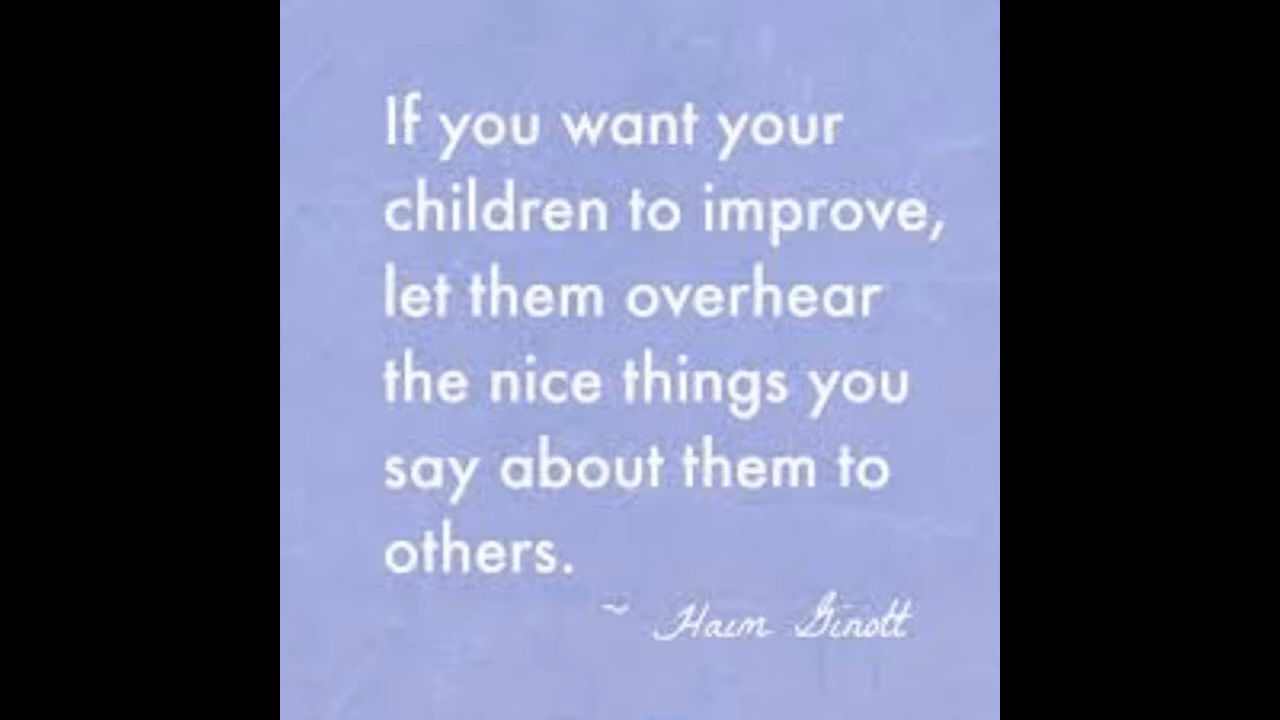 If you want your
children to improve,
let them overhear
the nice things you
say about them to
others.
~ Haim Ginott